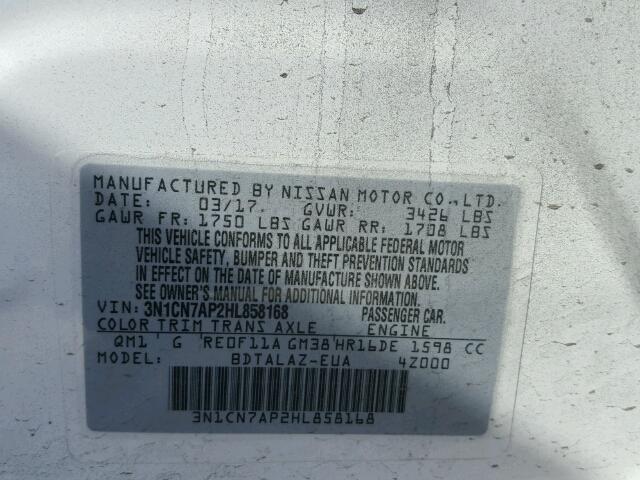 MANUFACTURED BY NISSAN MOTOR CO.,LTD.
DATE: 03/17. GVWR: 3426 LBS
GAWR FR: 1750 LBS GAWR RR: 1708 LBS
THIS VEHICLE CONFORMS TO ALL APPLICABLE FEDERAL MOTOR
VEHICLE SAFETY, BUMPER AND THEFT PREVENTION STANDARDS
IN EFFECT ON THE DATE OF MANUFACTURE SHOWN ABOVE.
SEE OWNER'S MANUAL FOR ADDITIONAL INFORMATION.
VIN: 3N1CN7AP2HL858168 PASSENGER CAR.
COLOR TRIM TRANS AXLE ENGINE
QM1 G RE0F11A GM38 HR16DE 1598 CC
MODEL: BDTALAZ-EUA 4Z000
3N1CN7AP2HL858168